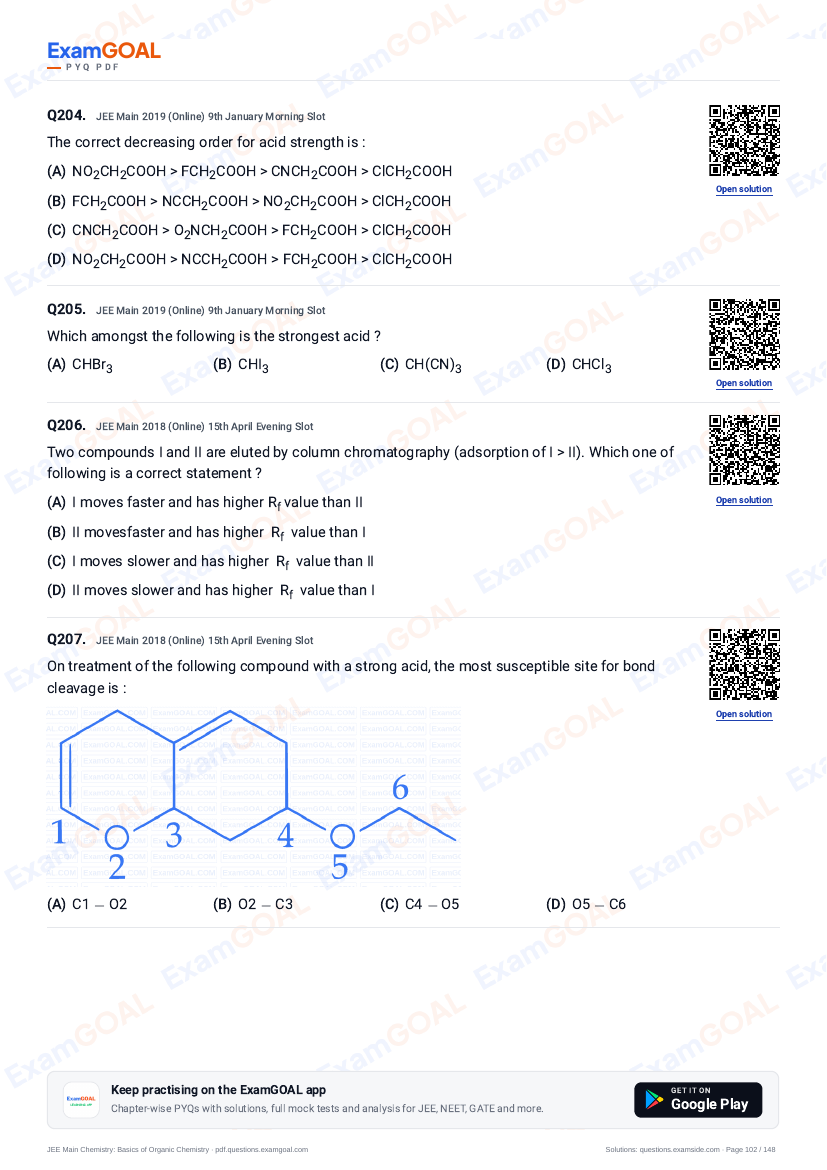 ExamGOAL
PYQ PDF
Q204. JEE Main 2019 (Online) 9th January Morning Slot
The correct decreasing order for acid strength is :
(A) NO₂CH₂COOH > FCH₂COOH > CNCH₂COOH > ClCH₂COOH
(B) FCH₂COOH > NCCH₂COOH > NO₂CH₂COOH > ClCH₂COOH
(C) CNCH₂COOH > O₂NCH₂COOH > FCH₂COOH > ClCH₂COOH
(D) NO₂CH₂COOH > NCCH₂COOH > FCH₂COOH > ClCH₂COOH
Open solution
Q205. JEE Main 2019 (Online) 9th January Morning Slot
Which amongst the following is the strongest acid ?
(A) CHBr₃ (B) CHI₃ (C) CH(CN)₃ (D) CHCl₃
Open solution
Q206. JEE Main 2018 (Online) 15th April Evening Slot
Two compounds I and II are eluted by column chromatography (adsorption of I > II). Which one of
following is a correct statement ?
(A) I moves faster and has higher R_f value than II
(B) II movesfaster and has higher R_f value than I
(C) I moves slower and has higher R_f value than II
(D) II moves slower and has higher R_f value than I
Open solution
Q207. JEE Main 2018 (Online) 15th April Evening Slot
On treatment of the following compound with a strong acid, the most susceptible site for bond
cleavage is :
Open solution
6
1 O 3 4 O
2 5
(A) C1 – O2 (B) O2 – C3 (C) C4 – O5 (D) O5 – C6
Keep practising on the ExamGOAL app
Chapter-wise PYQs with solutions, full mock tests and analysis for JEE, NEET, GATE and more.
GET IT ON
Google Play
JEE Main Chemistry: Basics of Organic Chemistry · pdf.questions.examgoal.com
Solutions: questions.examside.com · Page 102 / 148